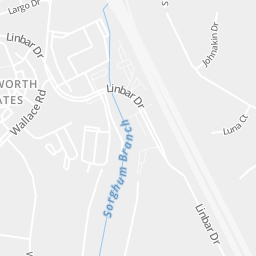 Largo Dr
Linbar Dr
S
Johnakin Dr
WORTH
ATES
Wallace Rd
Linbar Dr
Luna Ct
Sorghum Branch
Linbar Dr